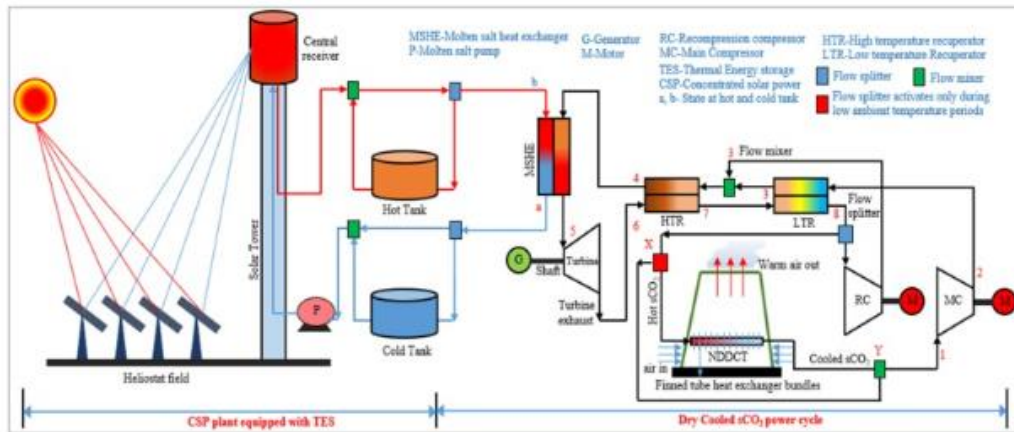 Central
receiver
MSHE-Molten salt heat exchanger
P-Molten salt pump
G-Generator
M-Motor
RC-Recompression compressor
MC-Main Compressor
TES-Thermal Energy storage
CSP-Concentrated solar power
a, b- State at hot and cold tank
HTR-High temperature recuperator
LTR-Low temperature Recuperator
Flow splitter
Flow mixer
Flow splitter activates only during
low ambient temperature periods
b
MSHE
a
Hot Tank
Cold Tank
Solar Tower
P
Heliostat field
G
Shaft
5
Turbine
Turbine
exhaust
3
Flow mixer
4
HTR
6
7
3
LTR
8
Flow
splitter
X
Hot sCO₂
Warm air out
RC
M
MC
M
2
1
NDDCT
air in
Cooled sCO₂
Y
Finned tube heat exchanger bundles
CSP plant equipped with TES
Dry Cooled sCO₂ power cycle